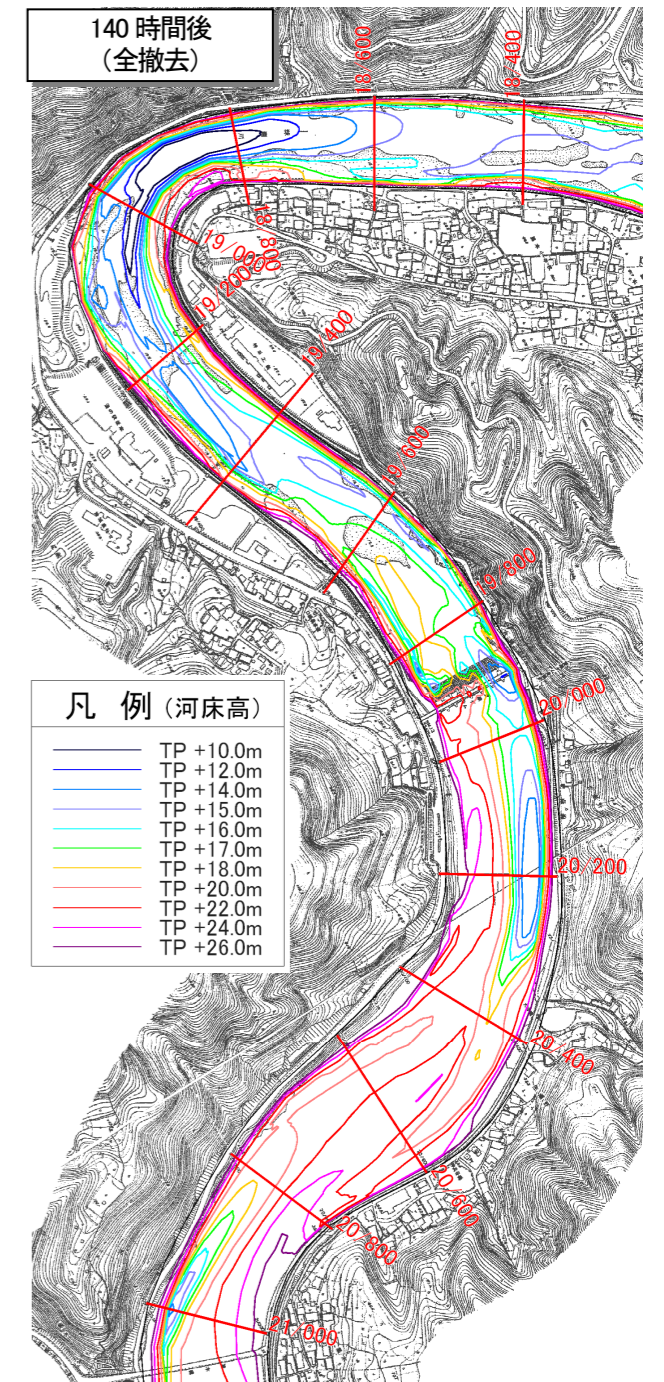 140 時間後
（全撤去）
18/600
18/400
18/800
19/000
19/200
19/400
19/600
19/800
凡 例（河床高）
TP +10.0m
TP +12.0m
TP +14.0m
TP +15.0m
TP +16.0m
TP +17.0m
TP +18.0m
TP +20.0m
TP +22.0m
TP +24.0m
TP +26.0m
20/000
20/200
20/400
20/600
20/800
21/000